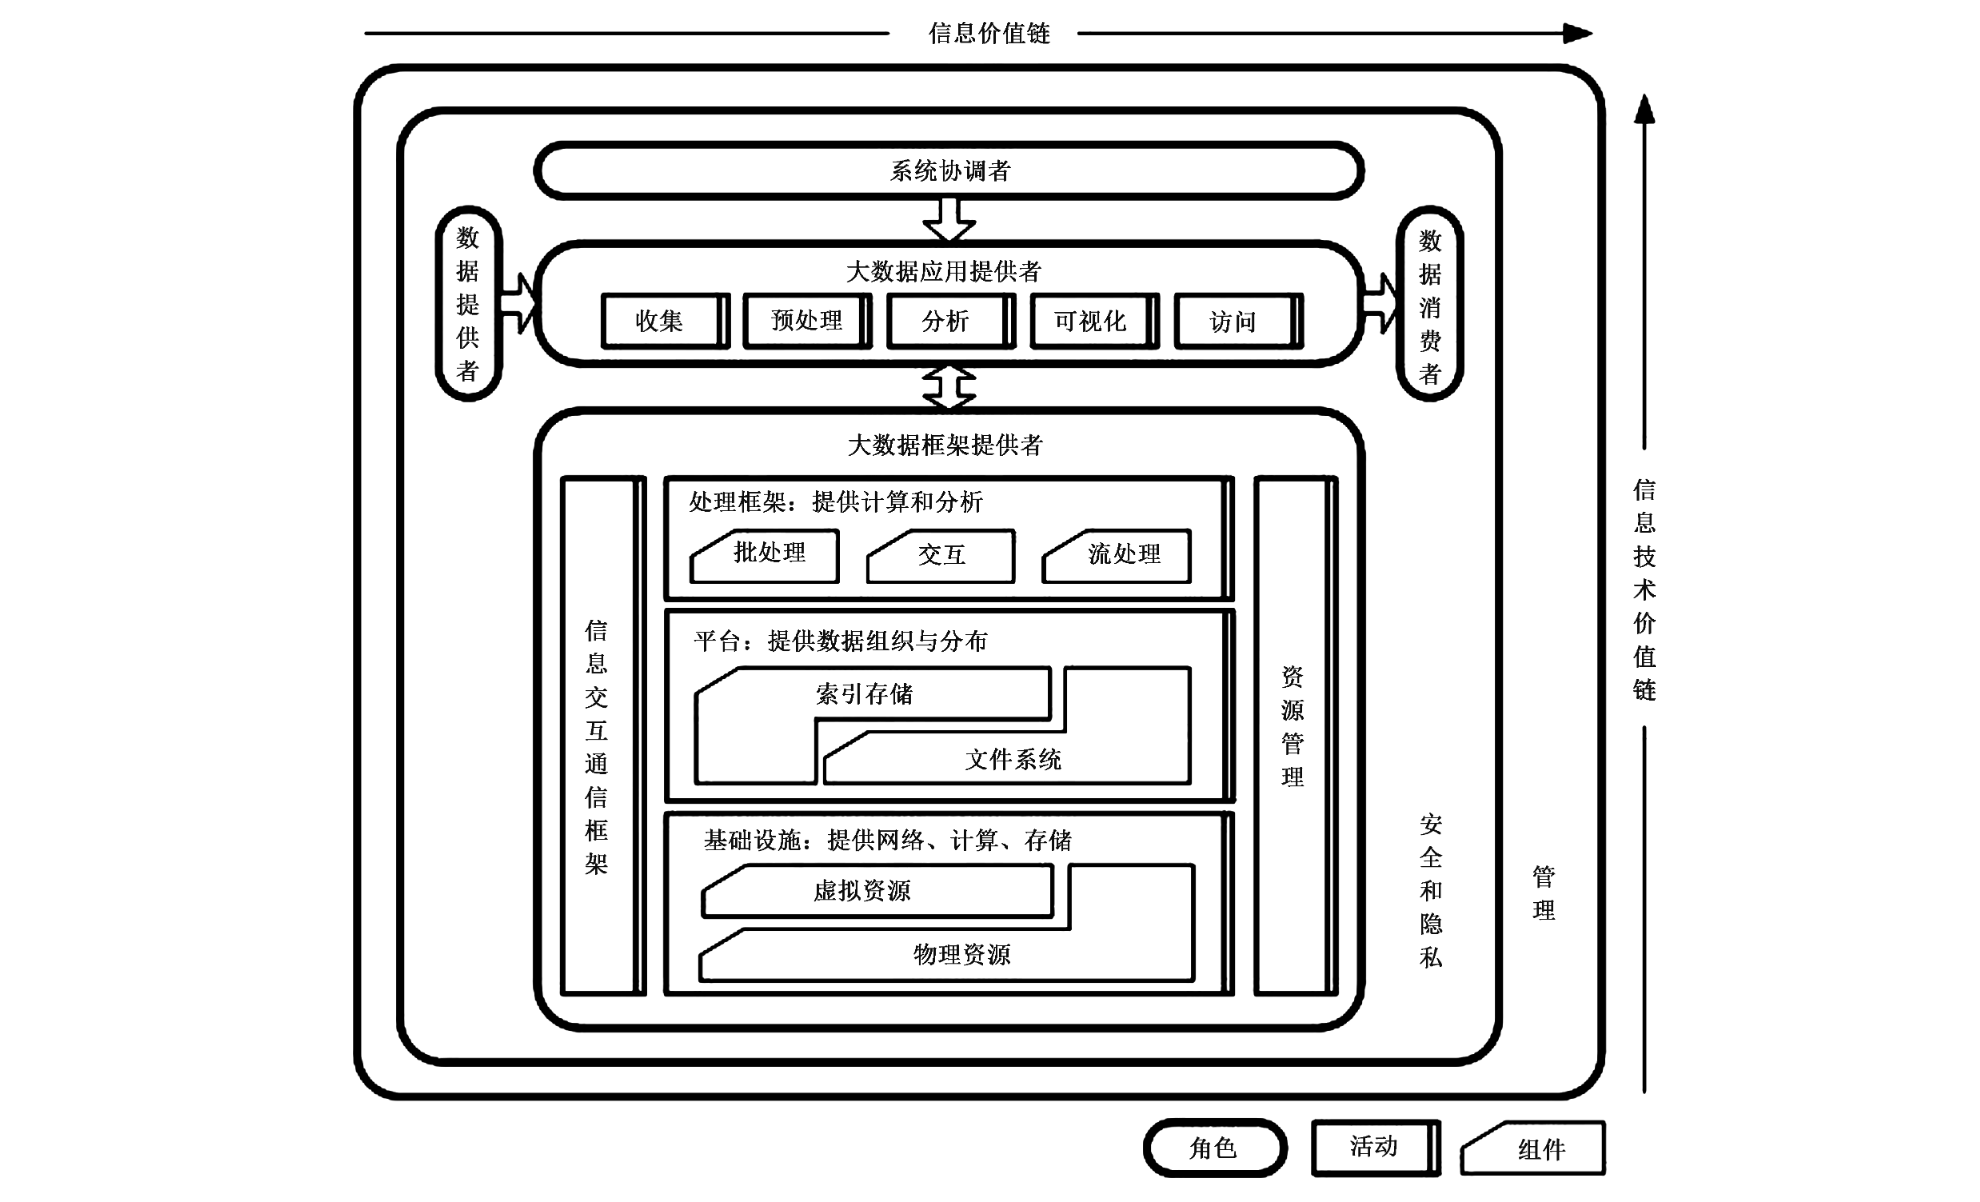 信息价值链
系统协调者
数据提供者
大数据应用提供者
收集
预处理
分析
可视化
访问
数据消费者
大数据框架提供者
信息交互通信框架
处理框架：提供计算和分析
批处理
交互
流处理
平台：提供数据组织与分布
索引存储
文件系统
基础设施：提供网络、计算、存储
虚拟资源
物理资源
资源管理
安全和隐私
管理
信息技术价值链
角色
活动
组件